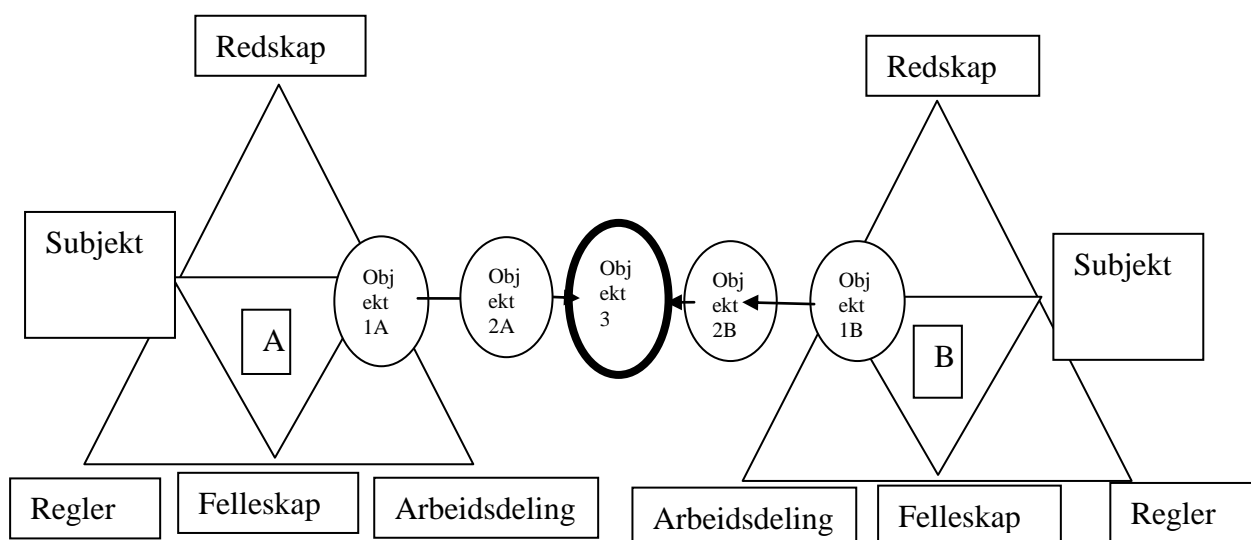 Redskap
Redskap
Subjekt
Subjekt
Obj
ekt
1A
Obj
ekt
2A
Obj
ekt
3
Obj
ekt
2B
Obj
ekt
1B
A
B
Regler
Felleskap
Arbeidsdeling
Arbeidsdeling
Felleskap
Regler